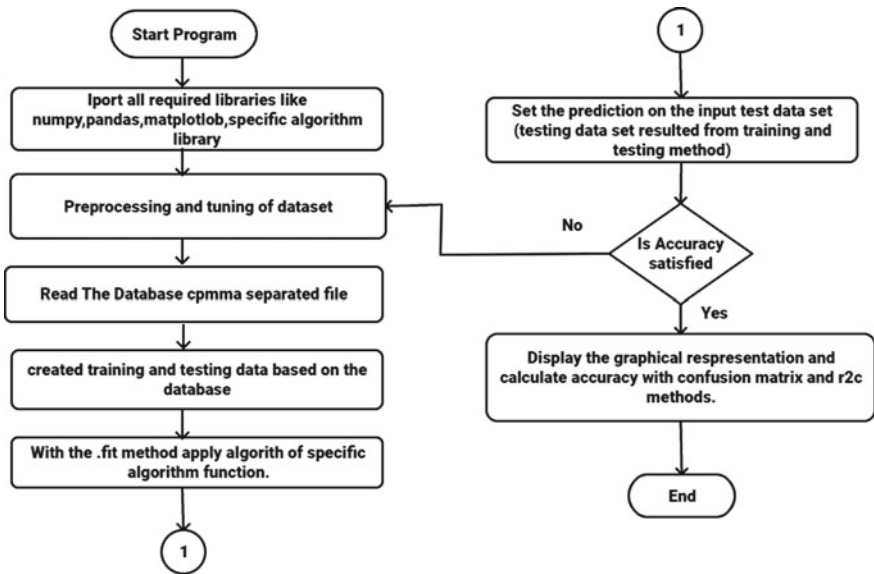 Start Program
Iport all required libraries like
numpy,pandas,matplotlob,specific algorithm
library
Preprocessing and tuning of dataset
Read The Database cpmma separated file
created training and testing data based on the
database
With the .fit method apply algorith of specific
algorithm function.
1
1
Set the prediction on the input test data set
(testing data set resulted from training and
testing method)
Is Accuracy
satisfied
No
Yes
Display the graphical respresentation and
calculate accuracy with confusion matrix and r2c
methods.
End